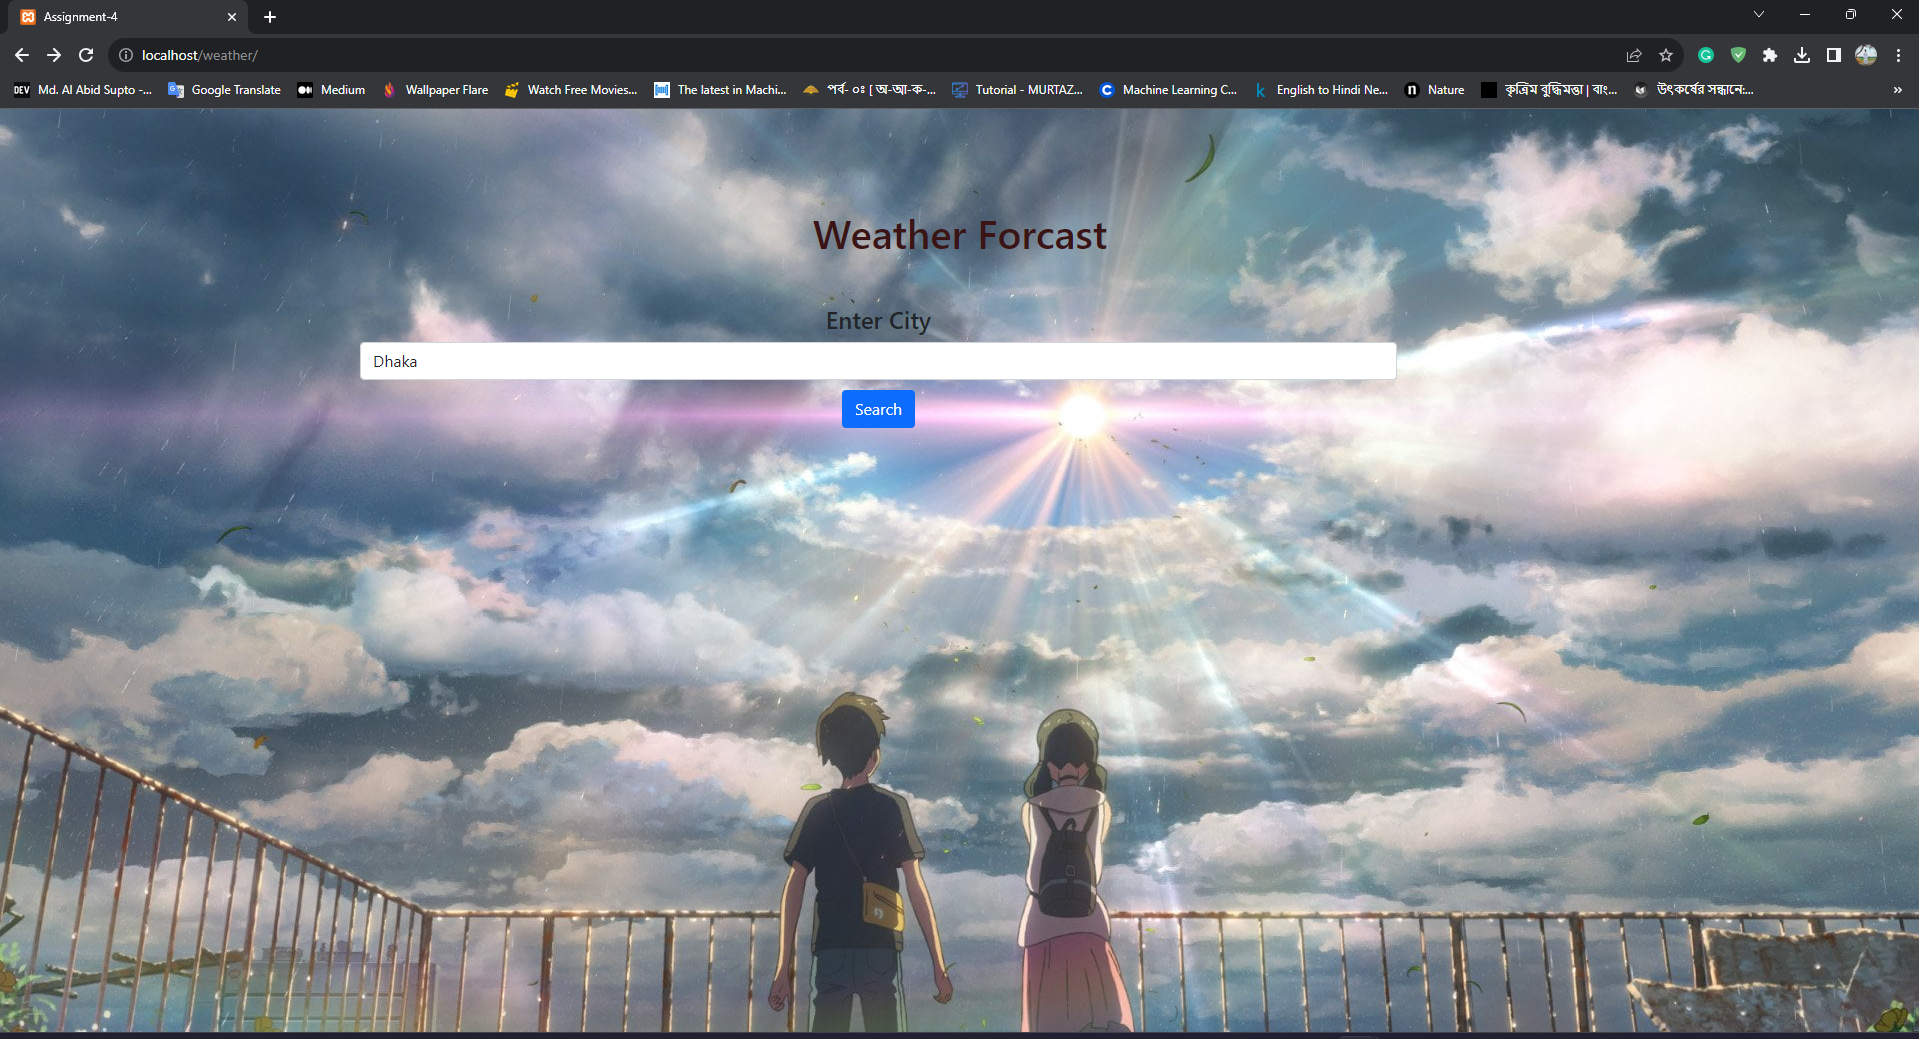 Assignment-4
localhost/weather/
DEV Md. Al Abid Supto -... Google Translate Medium Wallpaper Flare Watch Free Movies... The latest in Machi... পর্ব- ০ঃ [ অ-আ-ক-... Tutorial - MURTAZ... Machine Learning C... English to Hindi Ne... Nature কৃত্রিম বুদ্ধিমত্তা | বাং... উৎকর্ষের সন্ধানে:...
Weather Forcast
Enter City
Dhaka
Search